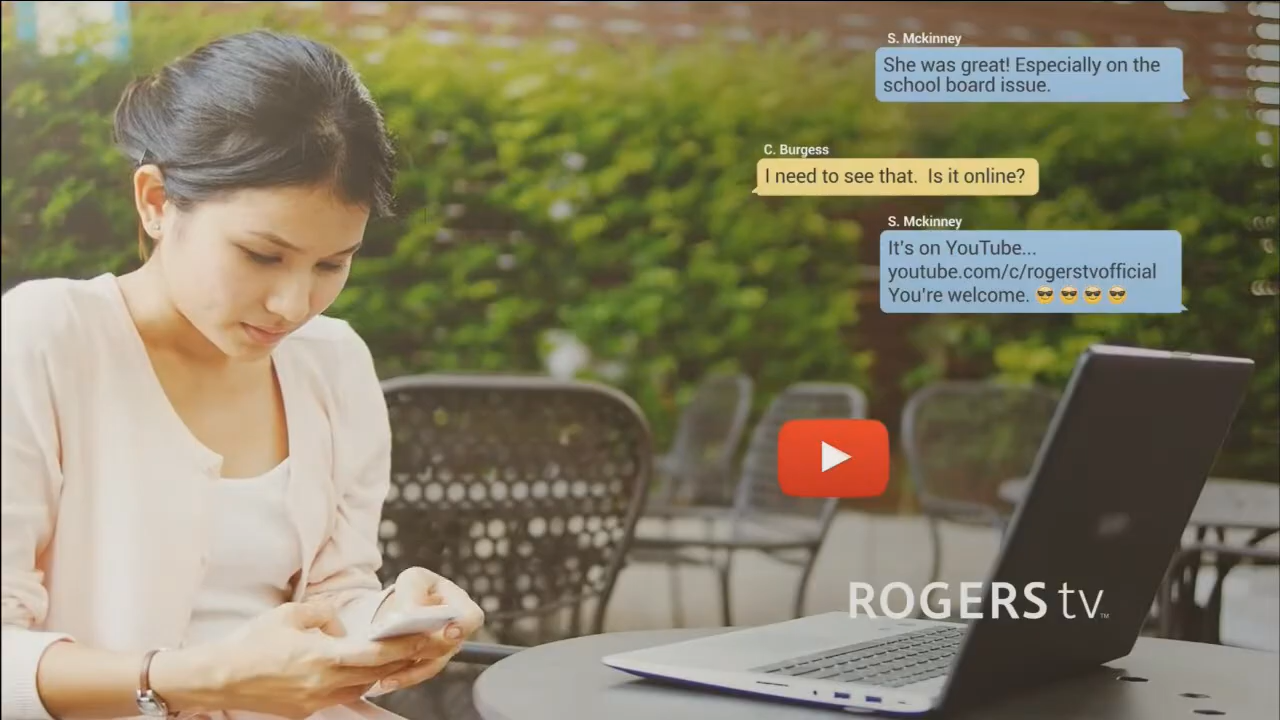 S. Mckinney
She was great! Especially on the
school board issue.
C. Burgess
I need to see that.  Is it online?
S. Mckinney
It's on YouTube...
youtube.com/c/rogerstvofficial
You're welcome. 😎😎😎😎
ROGERS tv™